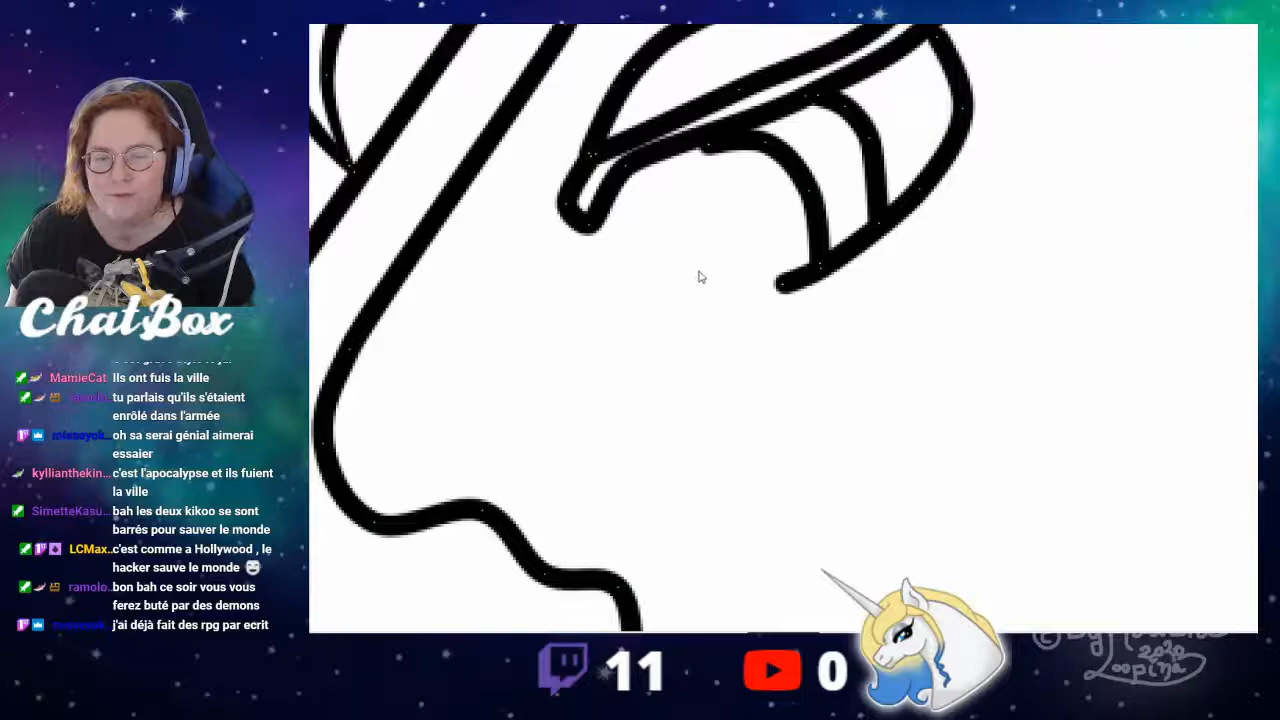 ChatBox
MamieCat Ils ont fuis la ville
tu parlais qu'ils s'étaient
enrôlé dans l'armée
oh sa serai génial aimerai
essaier
kyllianthekin... c'est l'apocalypse et ils fuient
la ville
SimetteKasu... bah les deux kikoo se sont
barrés pour sauver le monde
LCMax... c'est comme a Hollywood , le
hacker sauve le monde
ramolo... bon bah ce soir vous vous
ferez buté par des demons
j'ai déjà fait des rpg par ecrit
11
0
©
2020
Loopina